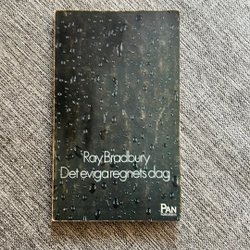 Ray Bradbury
Det eviga regnets dag
PAN